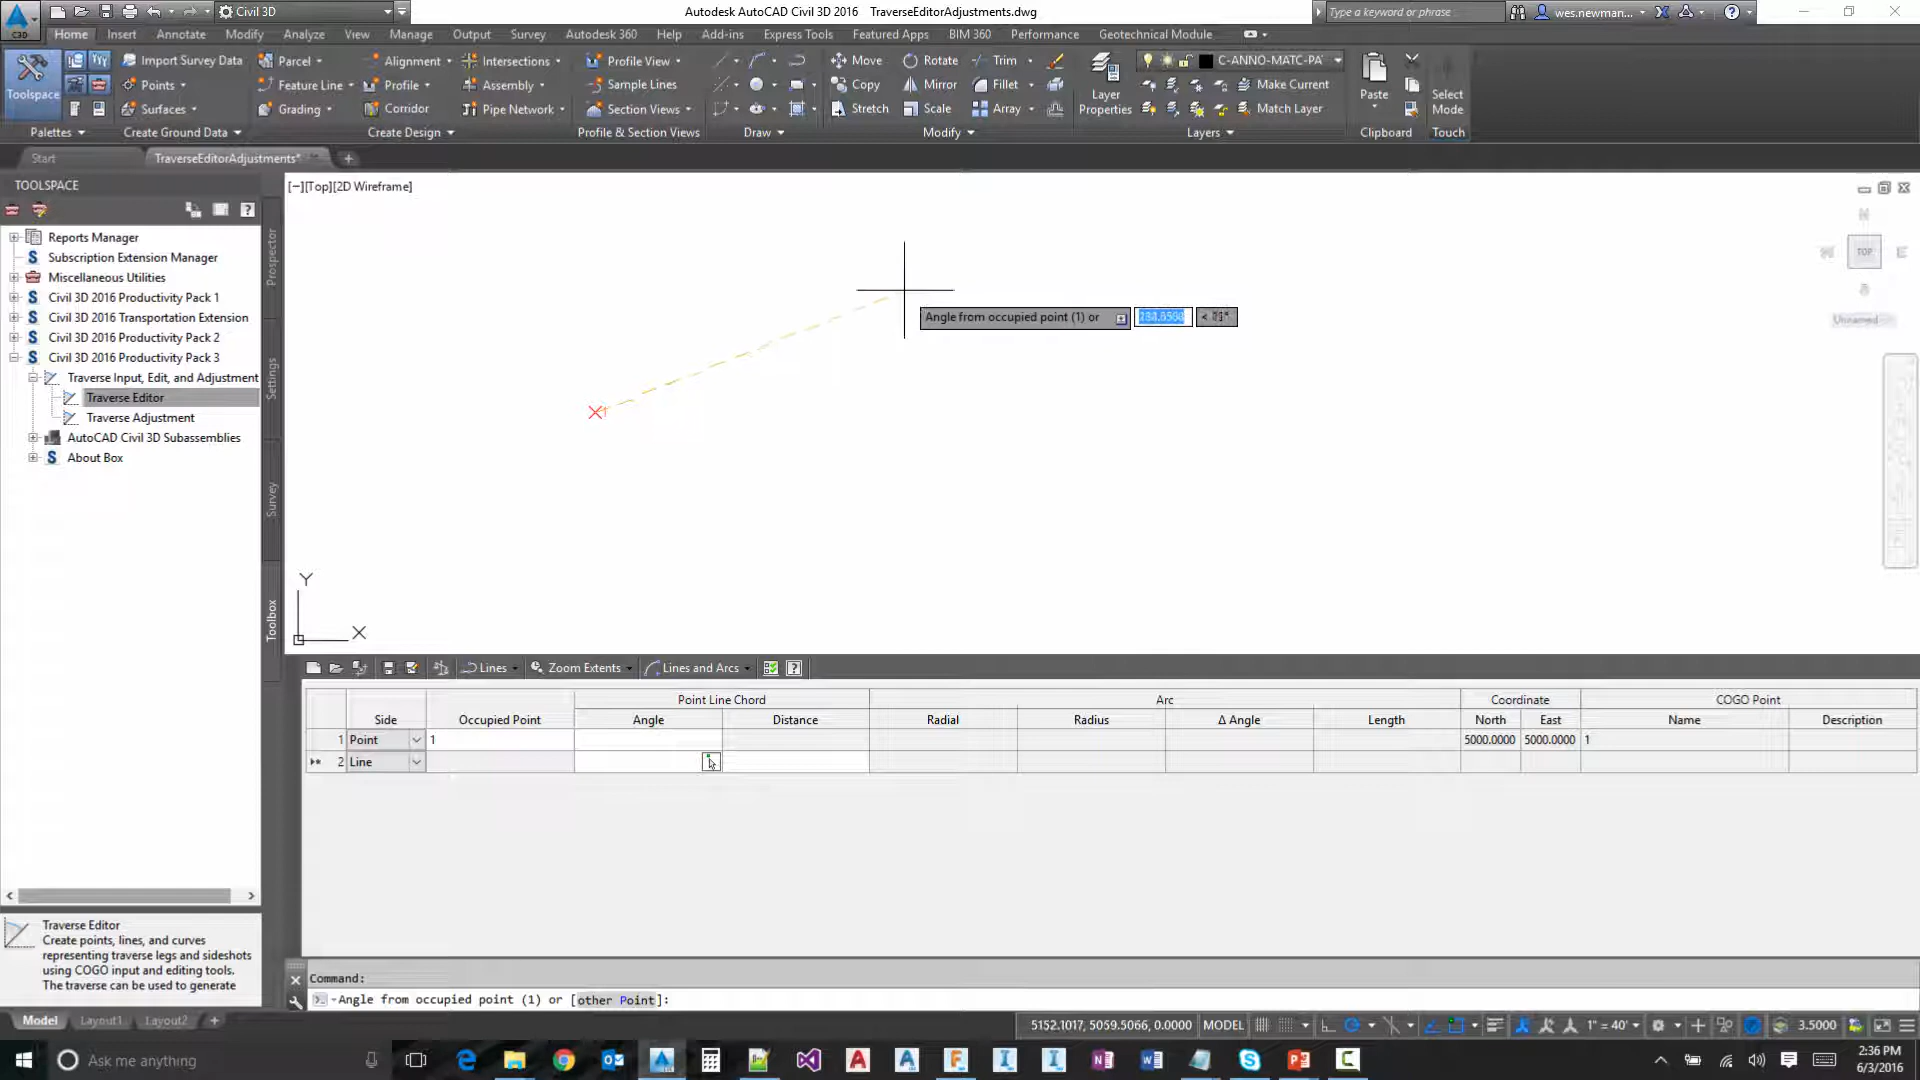 Civil 3D
Autodesk AutoCAD Civil 3D 2016 TraverseEditorAdjustments.dwg
Type a keyword or phrase
wes.newman...
C3D
Home Insert Annotate Modify Analyze View Manage Output Survey Autodesk 360 Help Add-ins Express Tools Featured Apps BIM 360 Performance Geotechnical Module
Toolspace
Import Survey Data
Points
Surfaces
Parcel
Feature Line
Grading
Alignment
Profile
Corridor
Intersections
Assembly
Pipe Network
Profile View
Sample Lines
Section Views
Move
Copy
Stretch
Rotate
Mirror
Scale
Trim
Fillet
Array
Layer Properties
C-ANNO-MATC-PA
Make Current
Match Layer
Paste
Select Mode
Palettes
Create Ground Data
Create Design
Profile & Section Views
Draw
Modify
Layers
Clipboard
Touch
Start
TraverseEditorAdjustments*
TOOLSPACE
[−][Top][2D Wireframe]
TOP
Reports Manager
Subscription Extension Manager
Miscellaneous Utilities
Civil 3D 2016 Productivity Pack 1
Civil 3D 2016 Transportation Extension
Civil 3D 2016 Productivity Pack 2
Civil 3D 2016 Productivity Pack 3
Traverse Input, Edit, and Adjustment
Traverse Editor
Traverse Adjustment
AutoCAD Civil 3D Subassemblies
About Box
Prospector
Settings
Survey
Toolbox
Angle from occupied point (1) or
Unnamed
Y
X
Lines
Zoom Extents
Lines and Arcs
Point Line Chord Arc Coordinate COGO Point
Side Occupied Point Angle Distance Radial Radius Δ Angle Length North East Name Description
1 Point 1 5000.0000 5000.0000 1
2 Line
Traverse Editor
Create points, lines, and curves
representing traverse legs and sideshots
using COGO input and editing tools.
The traverse can be used to generate
Command:
Angle from occupied point (1) or [other Point]:
Model Layout1 Layout2
5152.1017, 5059.5066, 0.0000 MODEL
1" = 40'
3.5000
Ask me anything
2:36 PM
6/3/2016